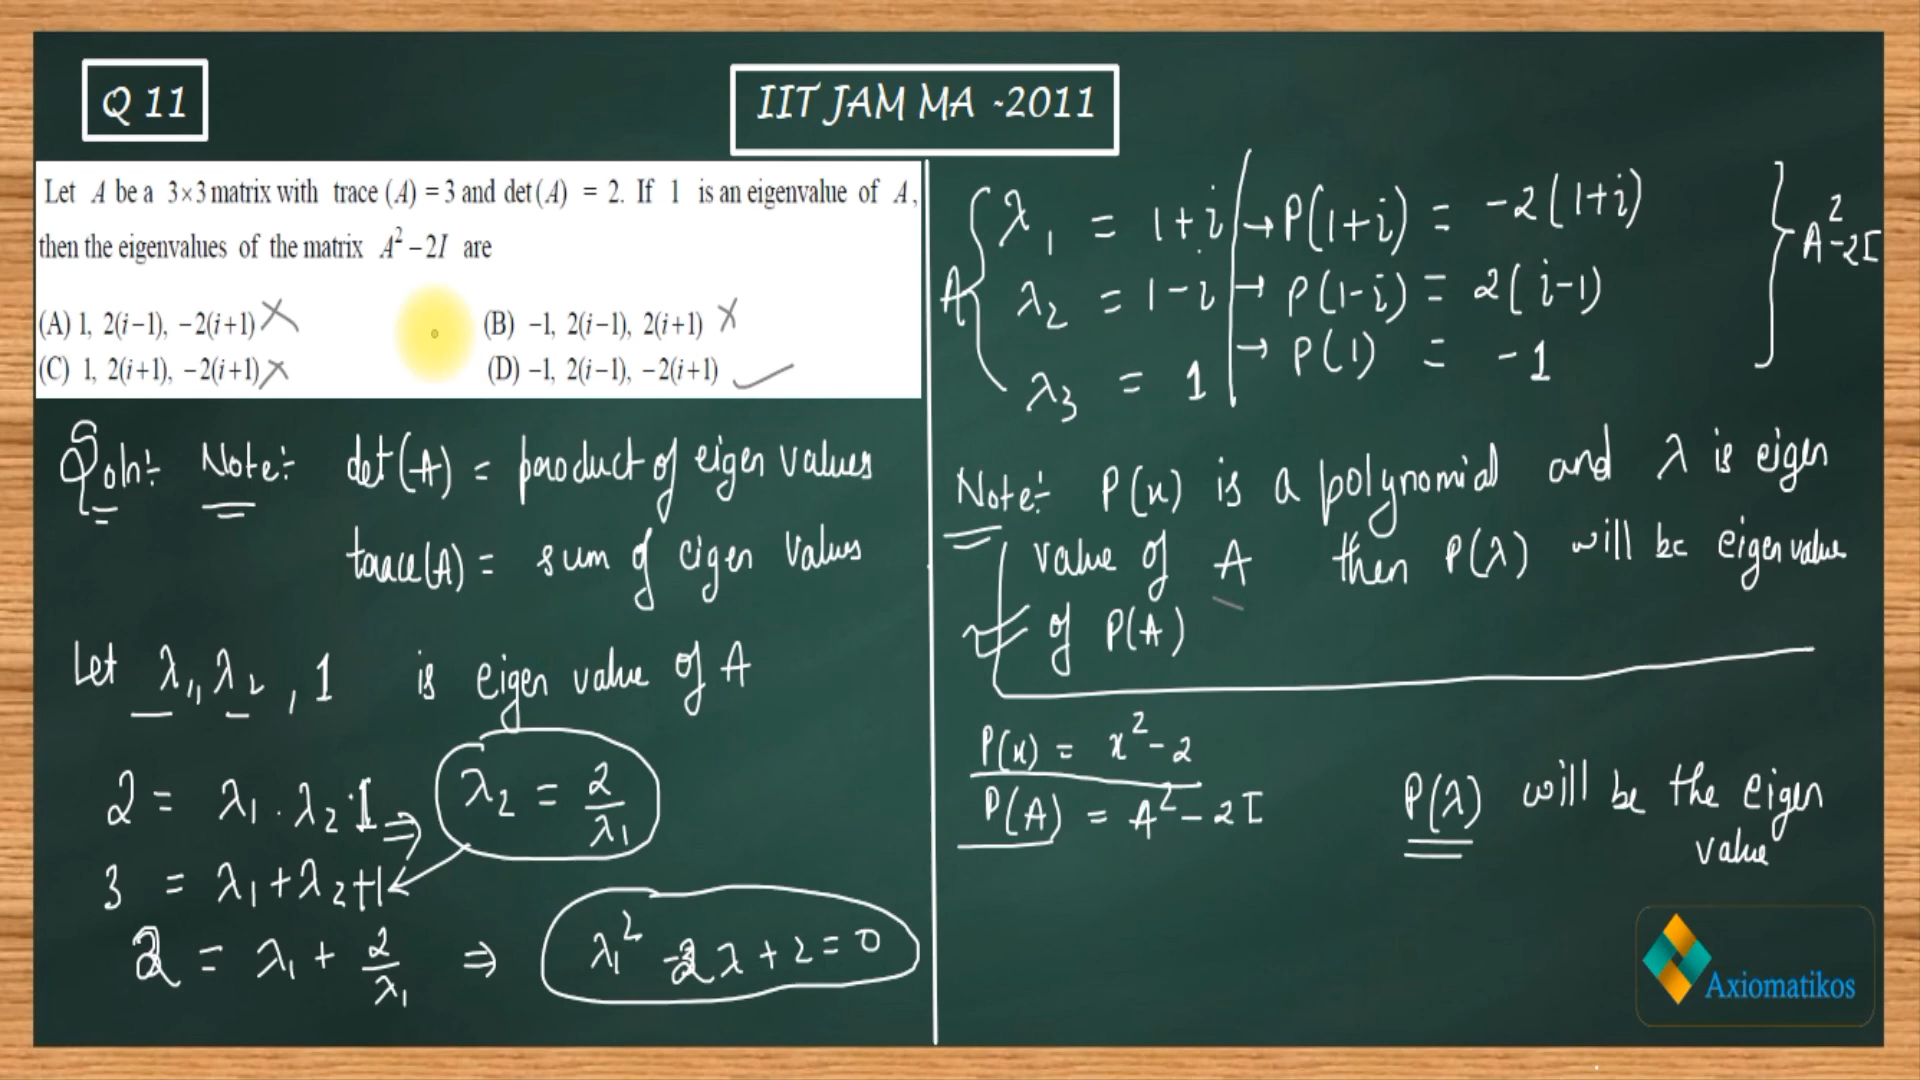 Q 11
IIT JAM MA -2011
Let A be a 3×3 matrix with trace (A) = 3 and det(A) = 2. If 1 is an eigenvalue of A,
then the eigenvalues of the matrix A² − 2I are
(A) 1, 2(i−1), −2(i+1)
(B) −1, 2(i−1), 2(i+1)
(C) 1, 2(i+1), −2(i+1)
(D) −1, 2(i−1), −2(i+1)
Soln:- Note:- det(A) = product of eigen values
trace(A) = sum of eigen values
Let λ₁, λ₂, 1 is eigen value of A
2 = λ₁ . λ₂ . 1 ⇒ λ₂ = 2/λ₁
3 = λ₁ + λ₂ + 1
2 = λ₁ + 2/λ₁ ⇒ λ₁² - 2λ + 2 = 0
A { λ₁ = 1+i → P(1+i) = -2(1+i)
λ₂ = 1-i → P(1-i) = 2(i-1)
λ₃ = 1 → P(1) = -1
} A²-2I
Note:- P(x) is a polynomial and λ is eigen
value of A then P(λ) will be eigen value
of P(A)
P(x) = x² - 2
P(A) = A² - 2I
P(λ) will be the eigen
value
Axiomatikos